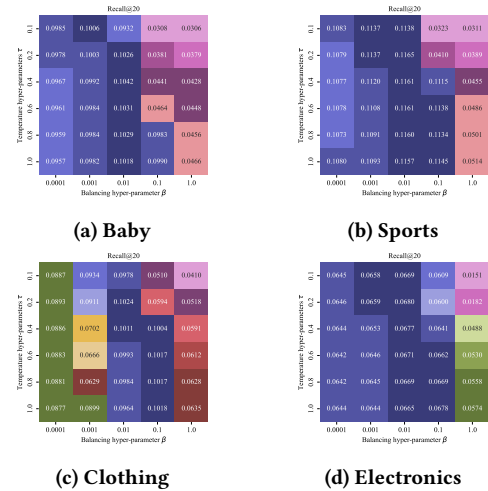 Recall@20
Temperature hyper-parameters τ
0.1 0.0985 0.1006 0.0932 0.0308 0.0306
0.2 0.0978 0.1003 0.1026 0.0381 0.0379
0.4 0.0967 0.0992 0.1042 0.0441 0.0428
0.6 0.0961 0.0984 0.1031 0.0464 0.0448
0.8 0.0959 0.0984 0.1029 0.0983 0.0456
1.0 0.0957 0.0982 0.1018 0.0990 0.0466
0.0001 0.001 0.01 0.1 1.0
Balancing hyper-parameter β
(a) Baby
Recall@20
Temperature hyper-parameters τ
0.1 0.1083 0.1137 0.1138 0.0323 0.0311
0.2 0.1079 0.1137 0.1165 0.0410 0.0389
0.4 0.1077 0.1120 0.1161 0.1115 0.0455
0.6 0.1078 0.1108 0.1161 0.1138 0.0486
0.8 0.1073 0.1091 0.1160 0.1134 0.0501
1.0 0.1080 0.1093 0.1157 0.1145 0.0514
0.0001 0.001 0.01 0.1 1.0
Balancing hyper-parameter β
(b) Sports
Recall@20
Temperature hyper-parameters τ
0.1 0.0887 0.0934 0.0978 0.0510 0.0410
0.2 0.0893 0.0911 0.1024 0.0594 0.0518
0.4 0.0886 0.0702 0.1011 0.1004 0.0591
0.6 0.0883 0.0666 0.0993 0.1017 0.0612
0.8 0.0881 0.0629 0.0984 0.1017 0.0628
1.0 0.0877 0.0899 0.0964 0.1018 0.0635
0.0001 0.001 0.01 0.1 1.0
Balancing hyper-parameter β
(c) Clothing
Recall@20
Temperature hyper-parameters τ
0.1 0.0645 0.0658 0.0669 0.0609 0.0151
0.2 0.0646 0.0659 0.0680 0.0600 0.0182
0.4 0.0644 0.0653 0.0677 0.0641 0.0488
0.6 0.0642 0.0646 0.0671 0.0662 0.0530
0.8 0.0642 0.0645 0.0669 0.0669 0.0558
1.0 0.0644 0.0644 0.0665 0.0678 0.0574
0.0001 0.001 0.01 0.1 1.0
Balancing hyper-parameter β
(d) Electronics